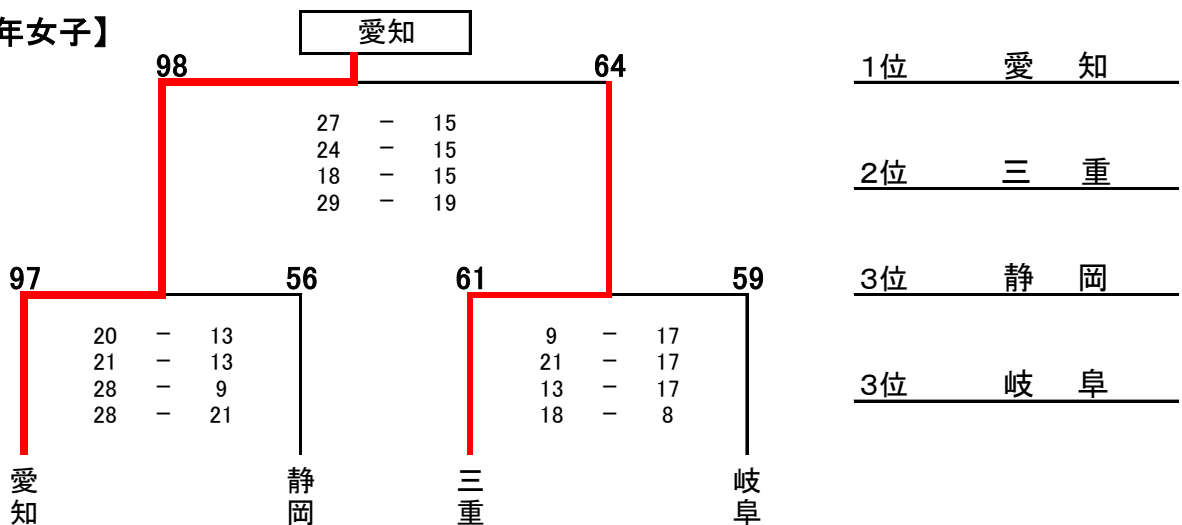 年女子】
愛知
98 64
27 － 15
24 － 15
18 － 15
29 － 19
97 56 61 59
20 － 13
21 － 13
28 － 9
28 － 21
9 － 17
21 － 17
13 － 17
18 － 8
愛知
静岡
三重
岐阜
1位 愛 知
2位 三 重
3位 静 岡
3位 岐 阜